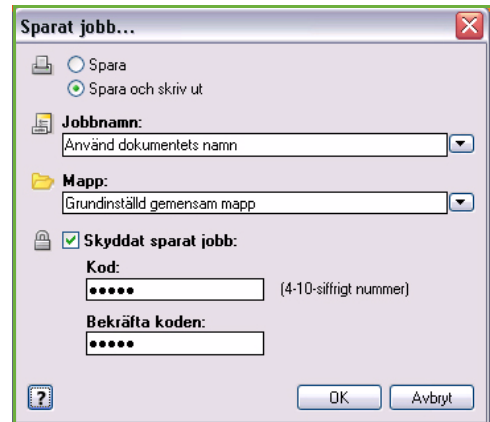 Sparat jobb...
Spara
Spara och skriv ut
Jobbnamn:
Använd dokumentets namn
Mapp:
Grundinställd gemensam mapp
Skyddat sparat jobb:
Kod:
●●●●● (4-10-siffrigt nummer)
Bekräfta koden:
●●●●●
? OK Avbryt